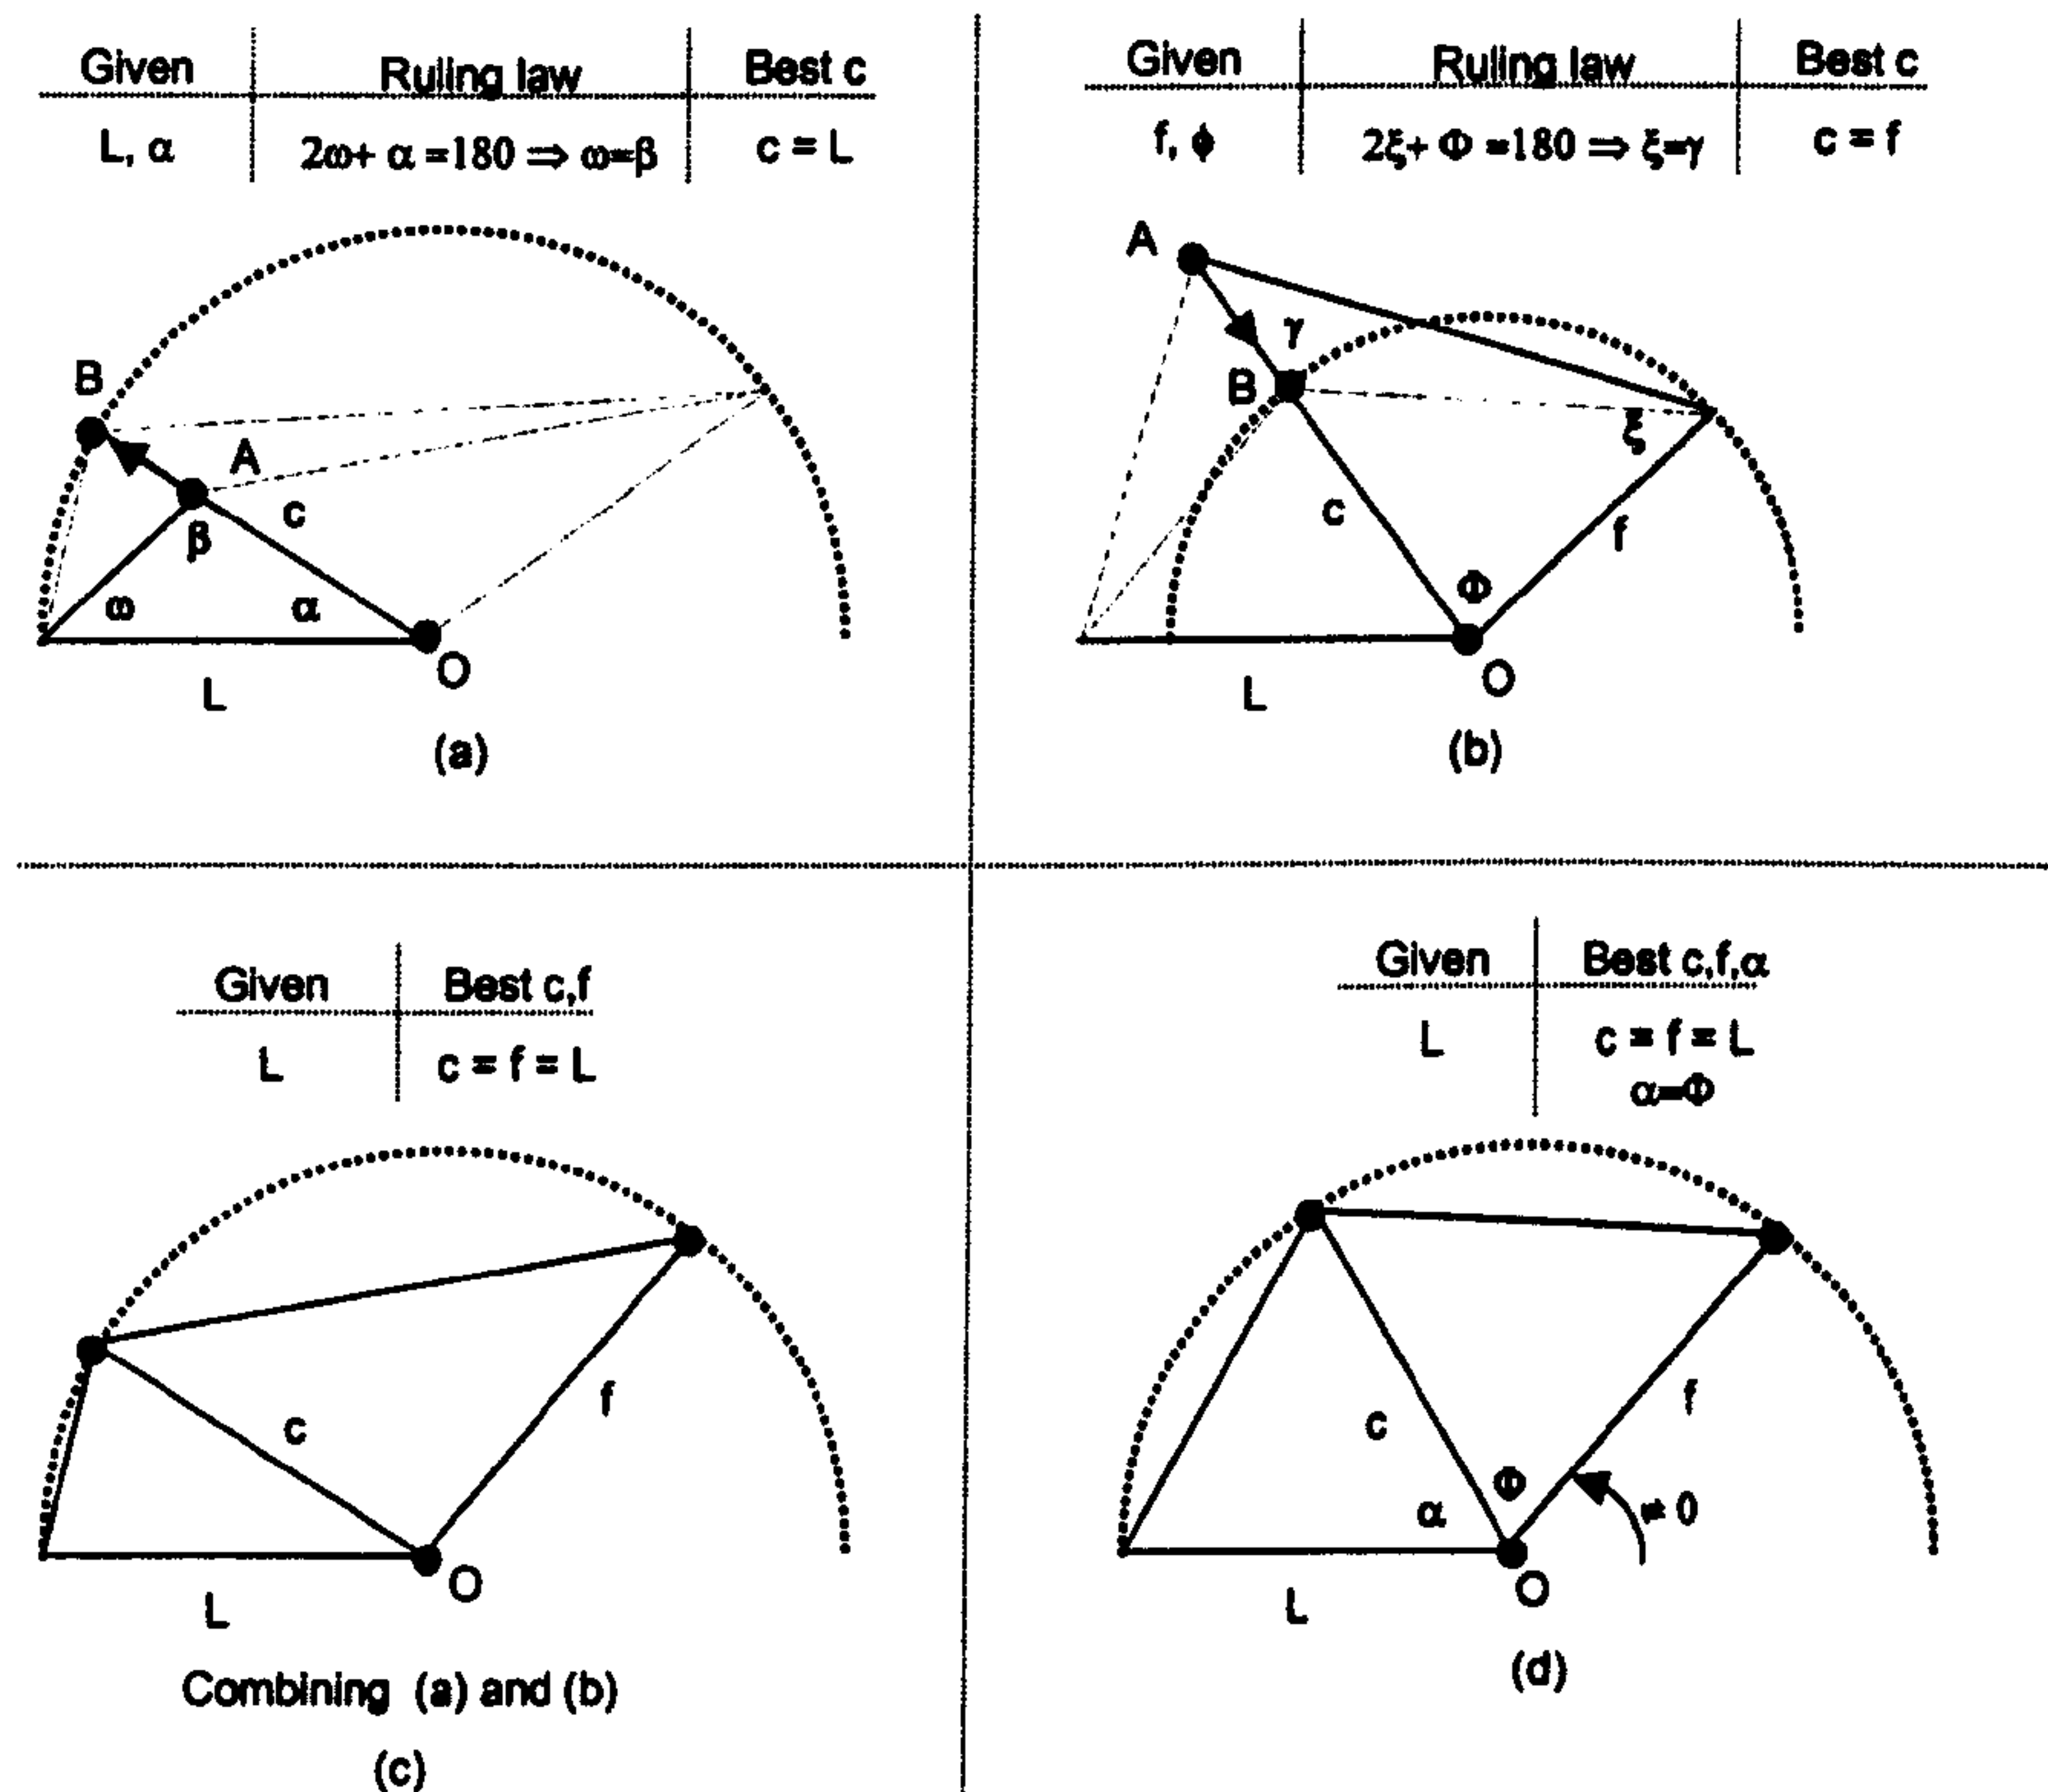 Given Ruling law Best c
L, α 2ω+ α =180 ⇒ ω=β c = L
B
A
c
β
ω α
O
L
(a)
Given Ruling law Best c
f, ϕ 2ξ+ Φ =180 ⇒ ξ=γ c = f
A
γ
B
ξ
c
f
Φ
O
L
(b)
Given Best c,f
L c = f = L
f
c
O
L
Combining (a) and (b)
(c)
Given Best c,f,α
L c = f = L
α=Φ
f
c
Φ
α
≠ 0
O
L
(d)